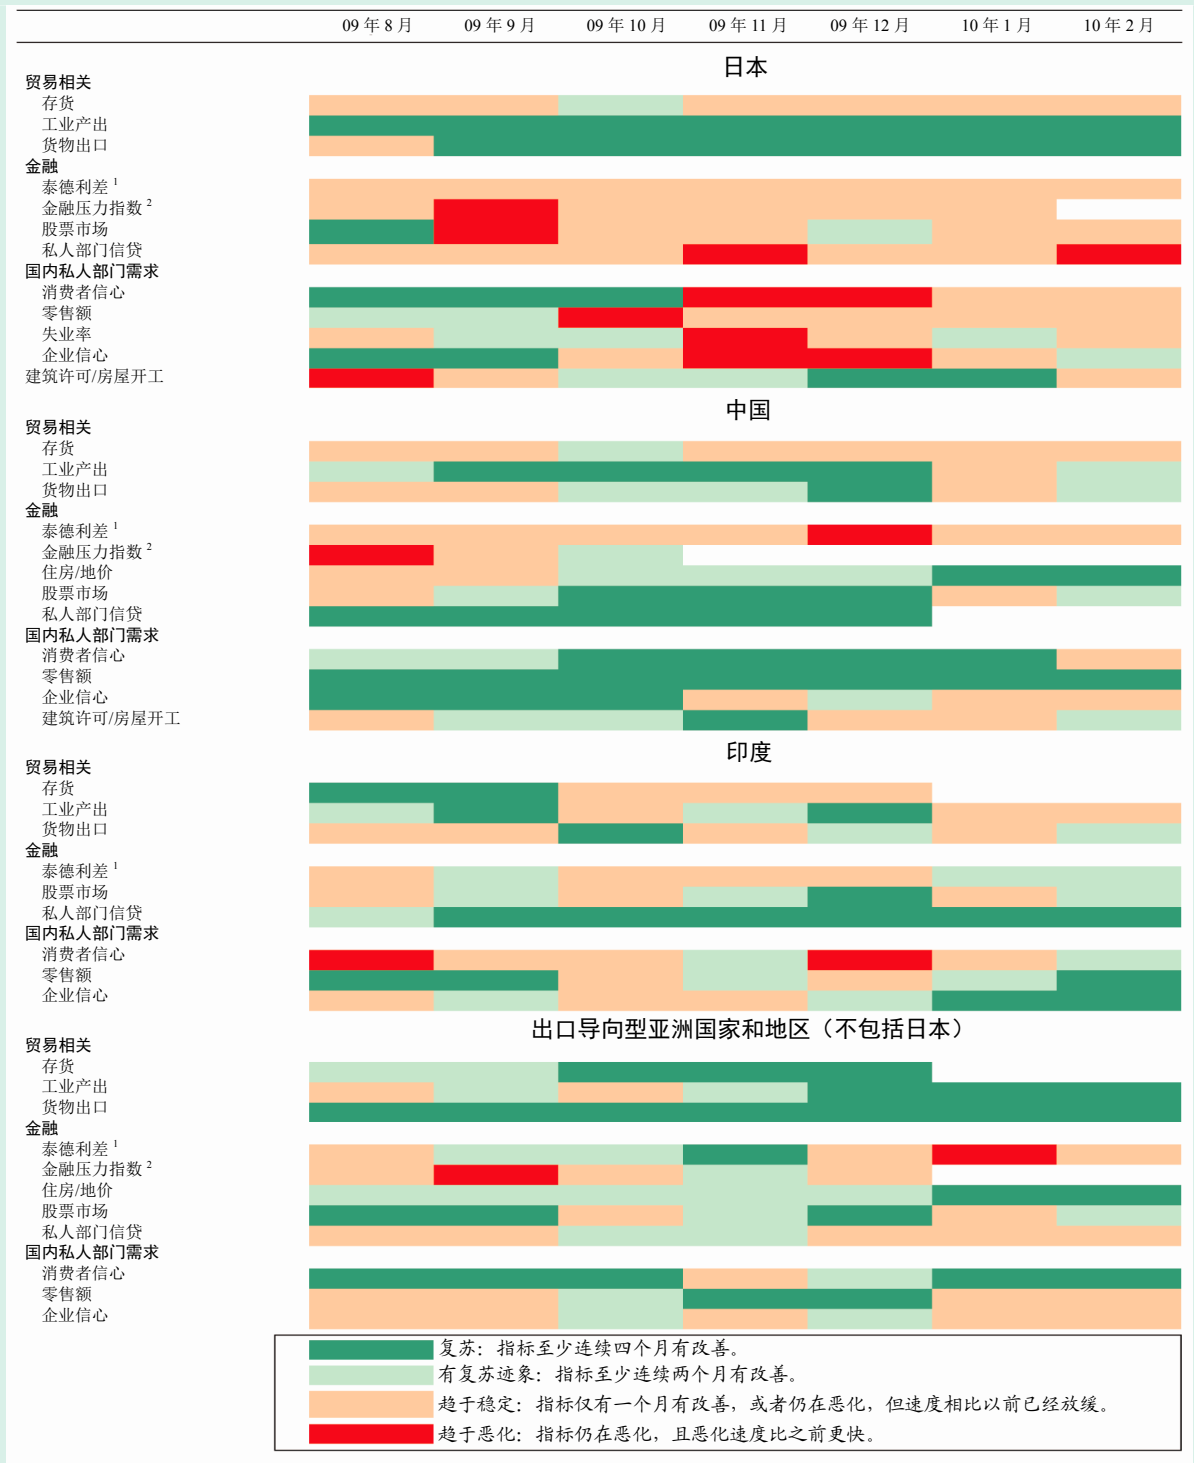 09 年 8 月 09 年 9 月 09 年 10 月 09 年 11 月 09 年 12 月 10 年 1 月 10 年 2 月
日本
贸易相关
存货
工业产出
货物出口
金融
泰德利差 1
金融压力指数 2
股票市场
私人部门信贷
国内私人部门需求
消费者信心
零售额
失业率
企业信心
建筑许可/房屋开工
中国
贸易相关
存货
工业产出
货物出口
金融
泰德利差 1
金融压力指数 2
住房/地价
股票市场
私人部门信贷
国内私人部门需求
消费者信心
零售额
企业信心
建筑许可/房屋开工
印度
贸易相关
存货
工业产出
货物出口
金融
泰德利差 1
股票市场
私人部门信贷
国内私人部门需求
消费者信心
零售额
企业信心
出口导向型亚洲国家和地区（不包括日本）
贸易相关
存货
工业产出
货物出口
金融
泰德利差 1
金融压力指数 2
住房/地价
股票市场
私人部门信贷
国内私人部门需求
消费者信心
零售额
企业信心
复苏：指标至少连续四个月有改善。
有复苏迹象：指标至少连续两个月有改善。
趋于稳定：指标仅有一个月有改善，或者仍在恶化，但速度相比以前已经放缓。
趋于恶化：指标仍在恶化，且恶化速度比之前更快。